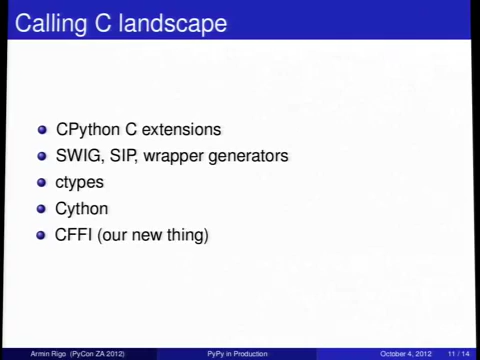 Calling C landscape
CPython C extensions
SWIG, SIP, wrapper generators
ctypes
Cython
CFFI (our new thing)
Armin Rigo (PyCon ZA 2012) PyPy in Production October 4, 2012 11 / 14